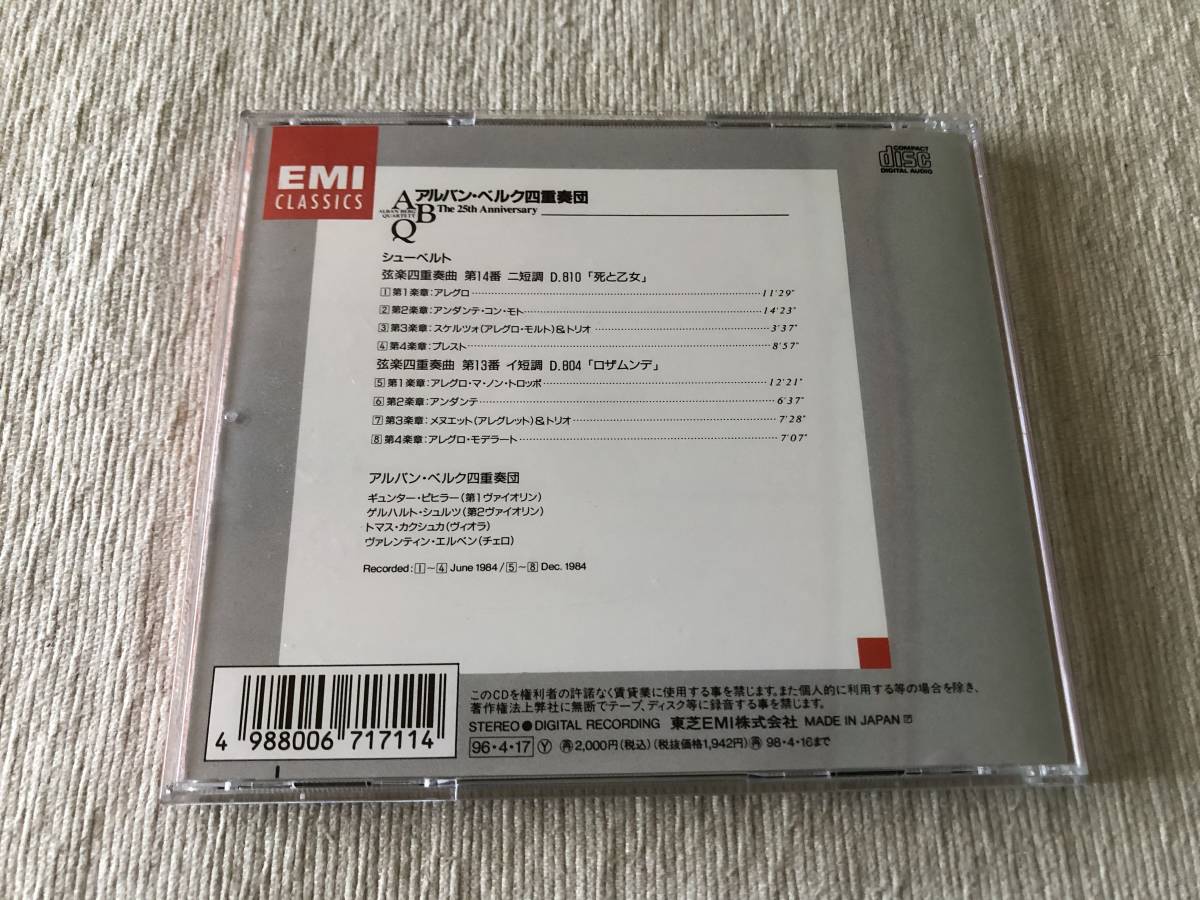 EMI
CLASSICS
COMPACT
disc
DIGITAL AUDIO
アルバン・ベルク四重奏団
The 25th Anniversary
ABQ
ALBAN BERG
QUARTETT
シューベルト
弦楽四重奏曲 第14番 ニ短調 D.810「死と乙女」
1 第1楽章:アレグロ 11'29"
2 第2楽章:アンダンテ・コン・モト 14'23"
3 第3楽章:スケルツォ(アレグロ・モルト)&トリオ 3'37"
4 第4楽章:プレスト 8'57"
弦楽四重奏曲 第13番 イ短調 D.804「ロザムンデ」
5 第1楽章:アレグロ・マ・ノン・トロッポ 12'21"
6 第2楽章:アンダンテ 6'37"
7 第3楽章:メヌエット(アレグレット)&トリオ 7'28"
8 第4楽章:アレグロ・モデラート 7'07"
アルバン・ベルク四重奏団
ギュンター・ピヒラー(第1ヴァイオリン)
ゲルハルト・シュルツ(第2ヴァイオリン)
トマス・カクシュカ(ヴィオラ)
ヴァレンティン・エルベン(チェロ)
Recorded:1~4 June 1984/5~8 Dec. 1984
このCDを権利者の許諾なく賃貸業に使用する事を禁じます。また個人的に利用する等の場合を除き、
著作権法上弊社に無断でテープ、ディスク等に録音する事を禁じます。
STEREO●DIGITAL RECORDING 東芝EMI株式会社 MADE IN JAPAN
96・4・17 Ⓨ 再2,000円(税込)(税抜価格1,942円)再98・4・16まで
4 988006 717114